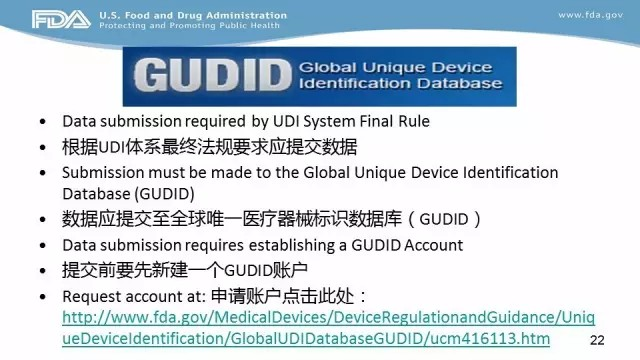 FDA U.S. Food and Drug Administration www.fda.gov
Protecting and Promoting Public Health
GUDID Global Unique Device
Identification Database
• Data submission required by UDI System Final Rule
• 根据UDI体系最终法规要求应提交数据
• Submission must be made to the Global Unique Device Identification
Database (GUDID)
• 数据应提交至全球唯一医疗器械标识数据库（GUDID）
• Data submission requires establishing a GUDID Account
• 提交前要先新建一个GUDID账户
• Request account at: 申请账户点击此处：
http://www.fda.gov/MedicalDevices/DeviceRegulationandGuidance/Uniq
ueDeviceIdentification/GlobalUDIDatabaseGUDID/ucm416113.htm
22